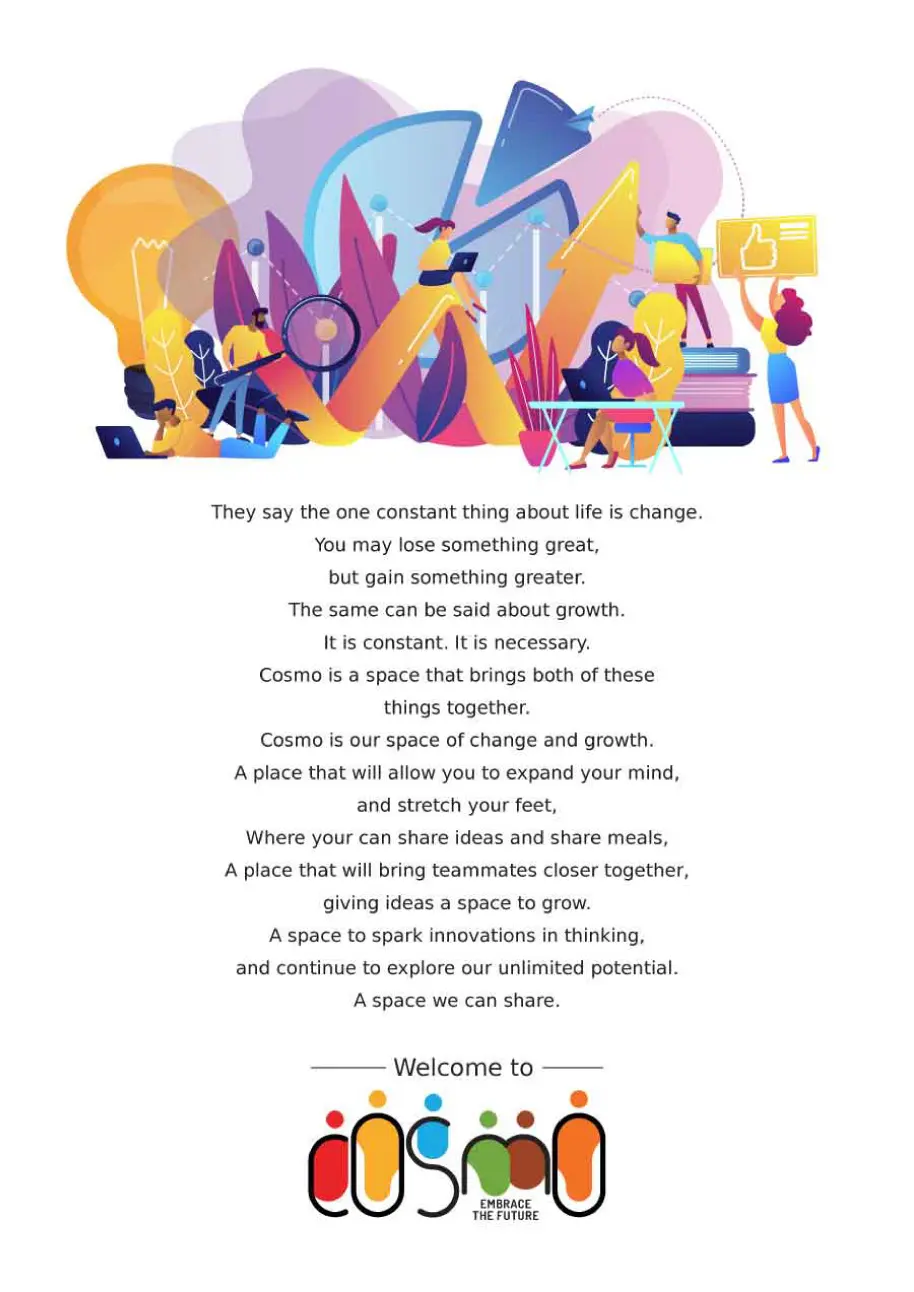 They say the one constant thing about life is change.
You may lose something great,
but gain something greater.
The same can be said about growth.
It is constant. It is necessary.
Cosmo is a space that brings both of these
things together.
Cosmo is our space of change and growth.
A place that will allow you to expand your mind,
and stretch your feet,
Where your can share ideas and share meals,
A place that will bring teammates closer together,
giving ideas a space to grow.
A space to spark innovations in thinking,
and continue to explore our unlimited potential.
A space we can share.
Welcome to
cosmo
EMBRACE
THE FUTURE